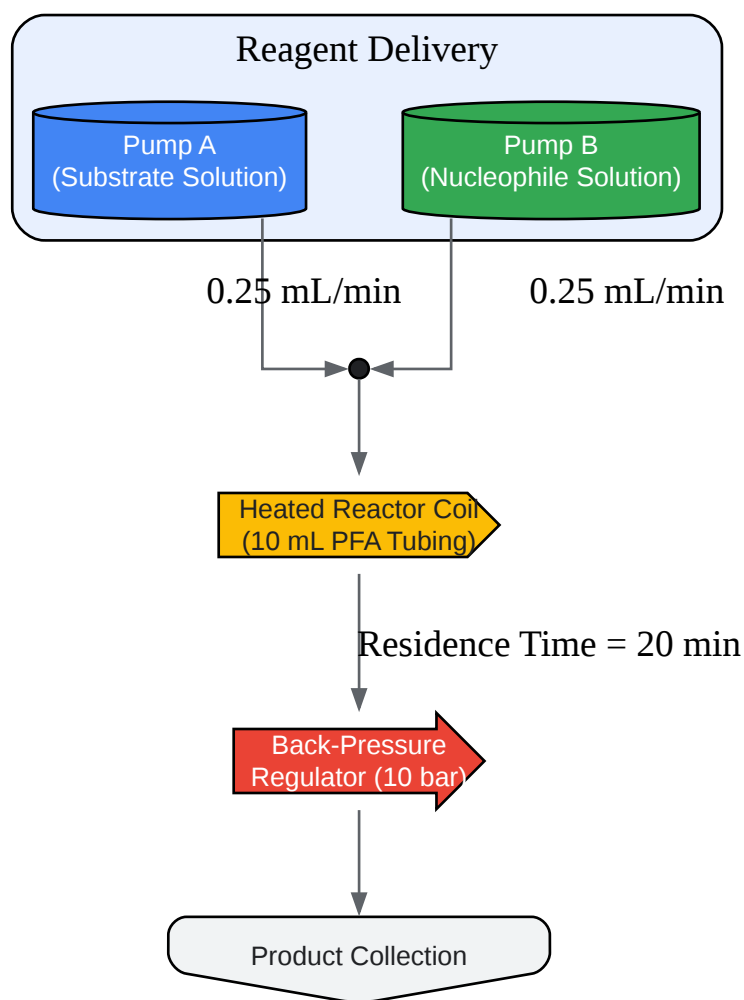 Reagent Delivery
Pump A
(Substrate Solution)
Pump B
(Nucleophile Solution)
0.25 mL/min
0.25 mL/min
Heated Reactor Coil
(10 mL PFA Tubing)
Residence Time = 20 min
Back-Pressure
Regulator (10 bar)
Product Collection